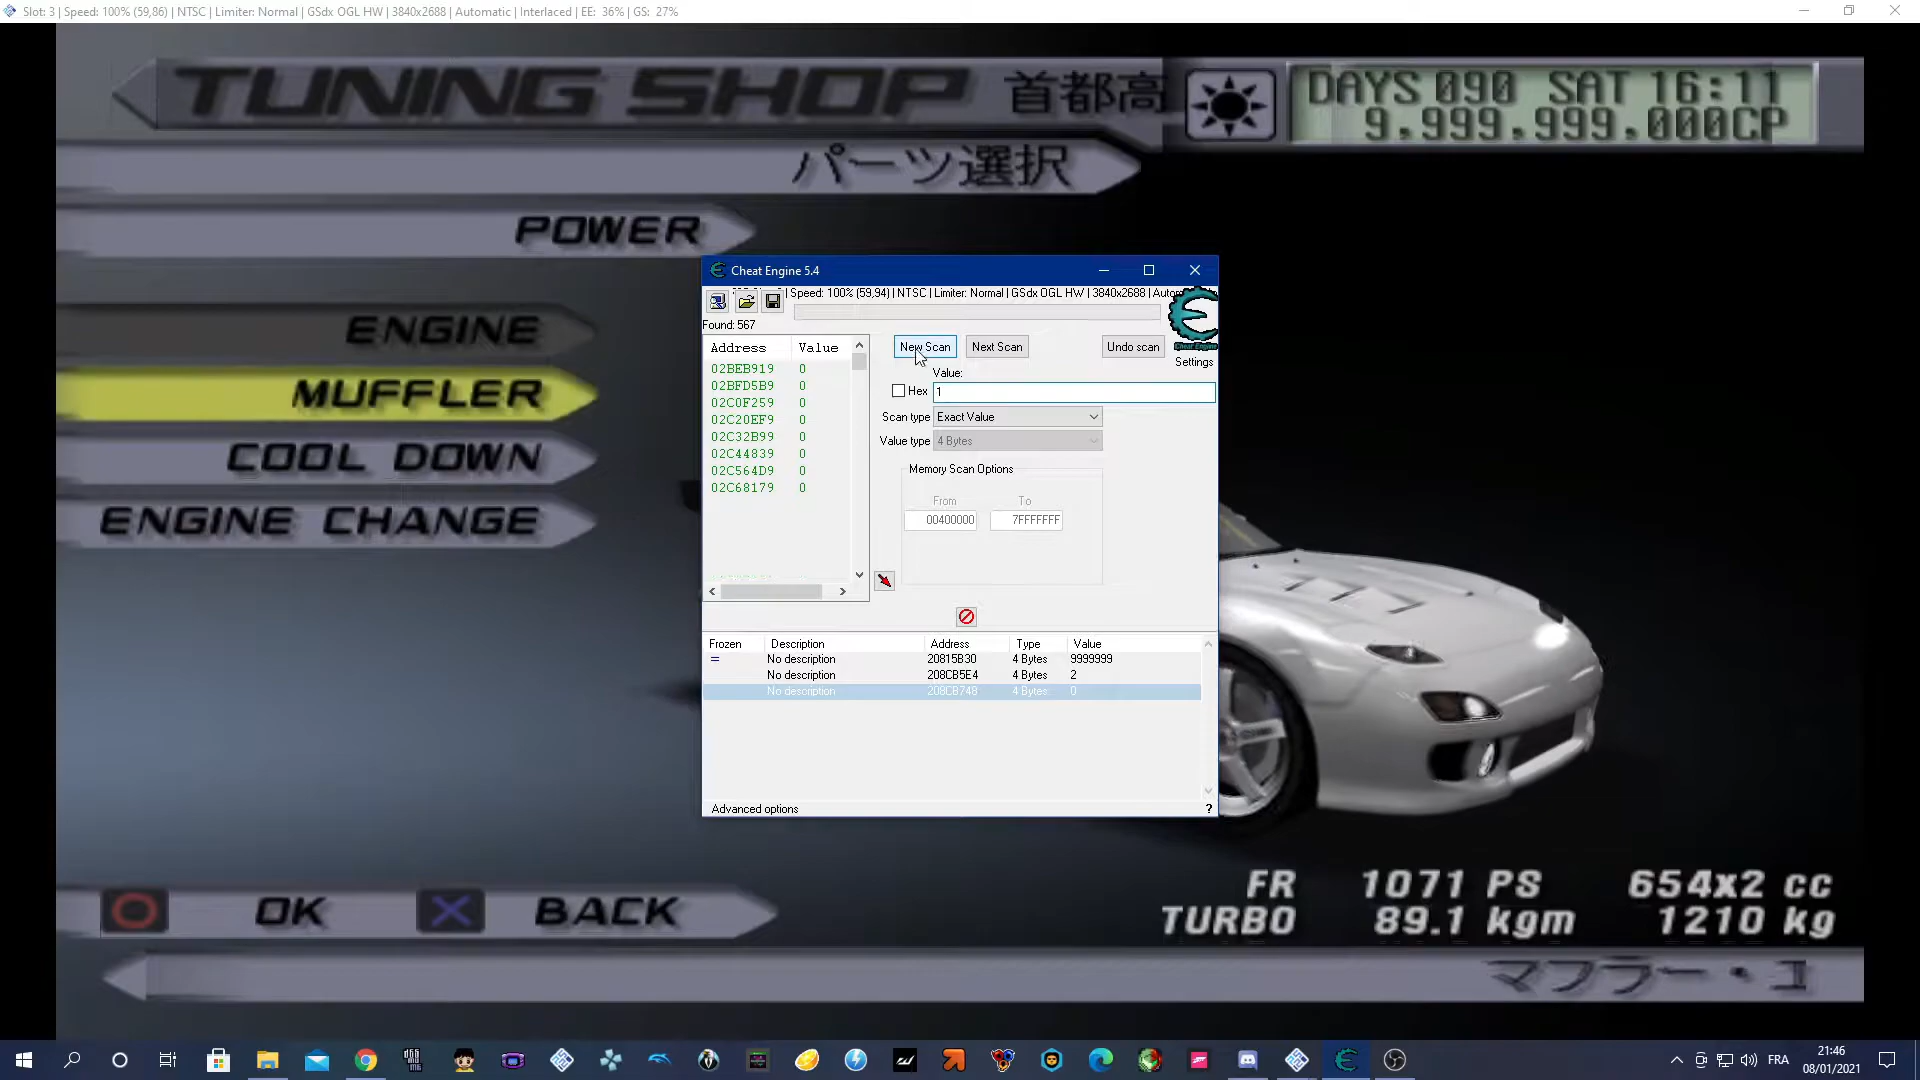 Slot: 3 | Speed: 100% (59,86) | NTSC | Limiter: Normal | GSdx OGL HW | 3840x2688 | Automatic | Interlaced | EE: 36% | GS: 27%
TUNING SHOP 首都高
DAYS 090 SAT 16:11
9.999.999.000CP
パーツ選択
POWER
ENGINE
MUFFLER
COOL DOWN
ENGINE CHANGE
Cheat Engine 5.4
| Speed: 100% (59,94) | NTSC | Limiter: Normal | GSdx OGL HW | 3840x2688 |
Found: 567
Address Value
02BEB919 0
02BFD5B9 0
02C0F259 0
02C20EF9 0
02C32B99 0
02C44839 0
02C564D9 0
02C68179 0
New Scan Next Scan Undo scan
Settings
Value:
Hex 1
Scan type Exact Value
Value type 4 Bytes
Memory Scan Options
From To
00400000 7FFFFFFF
Frozen Description Address Type Value
= No description 20815B30 4 Bytes 9999999
No description 208CB5E4 4 Bytes 2
No description 208CB748 4 Bytes 0
Advanced options ?
FR 1071 PS 654x2 cc
TURBO 89.1 kgm 1210 kg
OK BACK
マフラー・ユ
FRA
21:46
08/01/2021